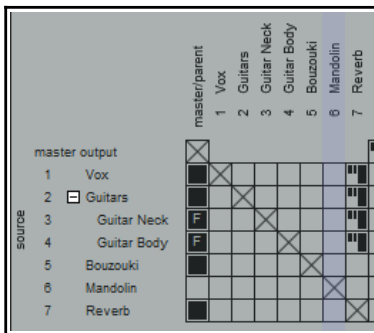 master/parent
1 Vox
2 Guitars
3 Guitar Neck
4 Guitar Body
5 Bouzouki
6 Mandolin
7 Reverb
master output
source
1 Vox
2 Guitars
3 Guitar Neck F
4 Guitar Body F
5 Bouzouki
6 Mandolin
7 Reverb